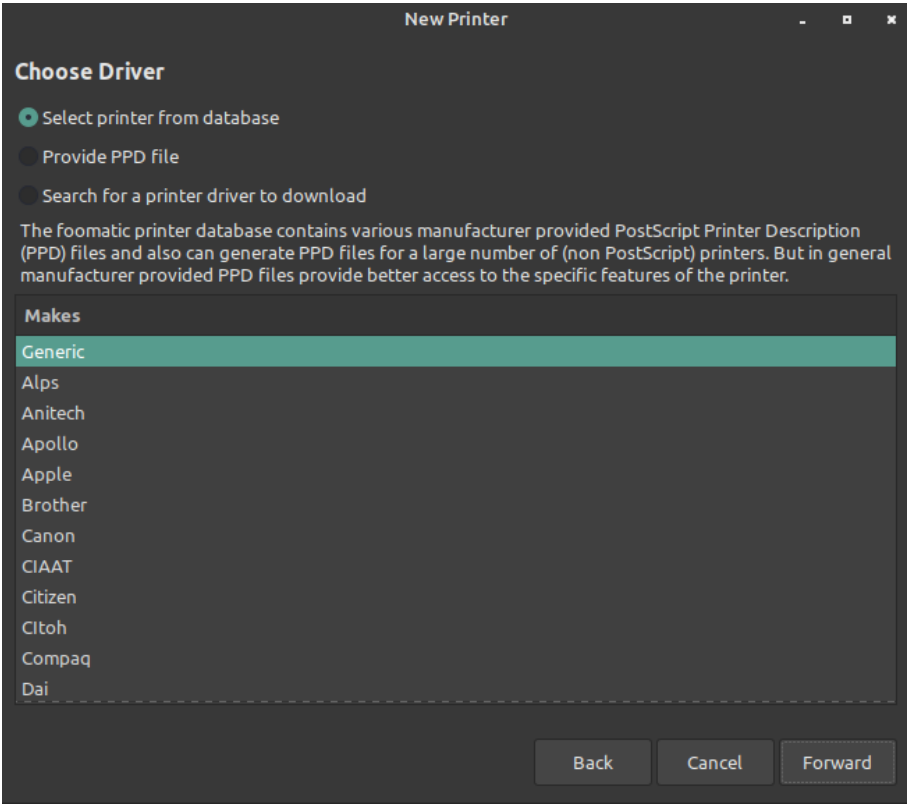 New Printer
Choose Driver
Select printer from database
Provide PPD file
Search for a printer driver to download
The foomatic printer database contains various manufacturer provided PostScript Printer Description
(PPD) files and also can generate PPD files for a large number of (non PostScript) printers. But in general
manufacturer provided PPD files provide better access to the specific features of the printer.
Makes
Generic
Alps
Anitech
Apollo
Apple
Brother
Canon
CIAAT
Citizen
CItoh
Compaq
Dai
Back Cancel Forward